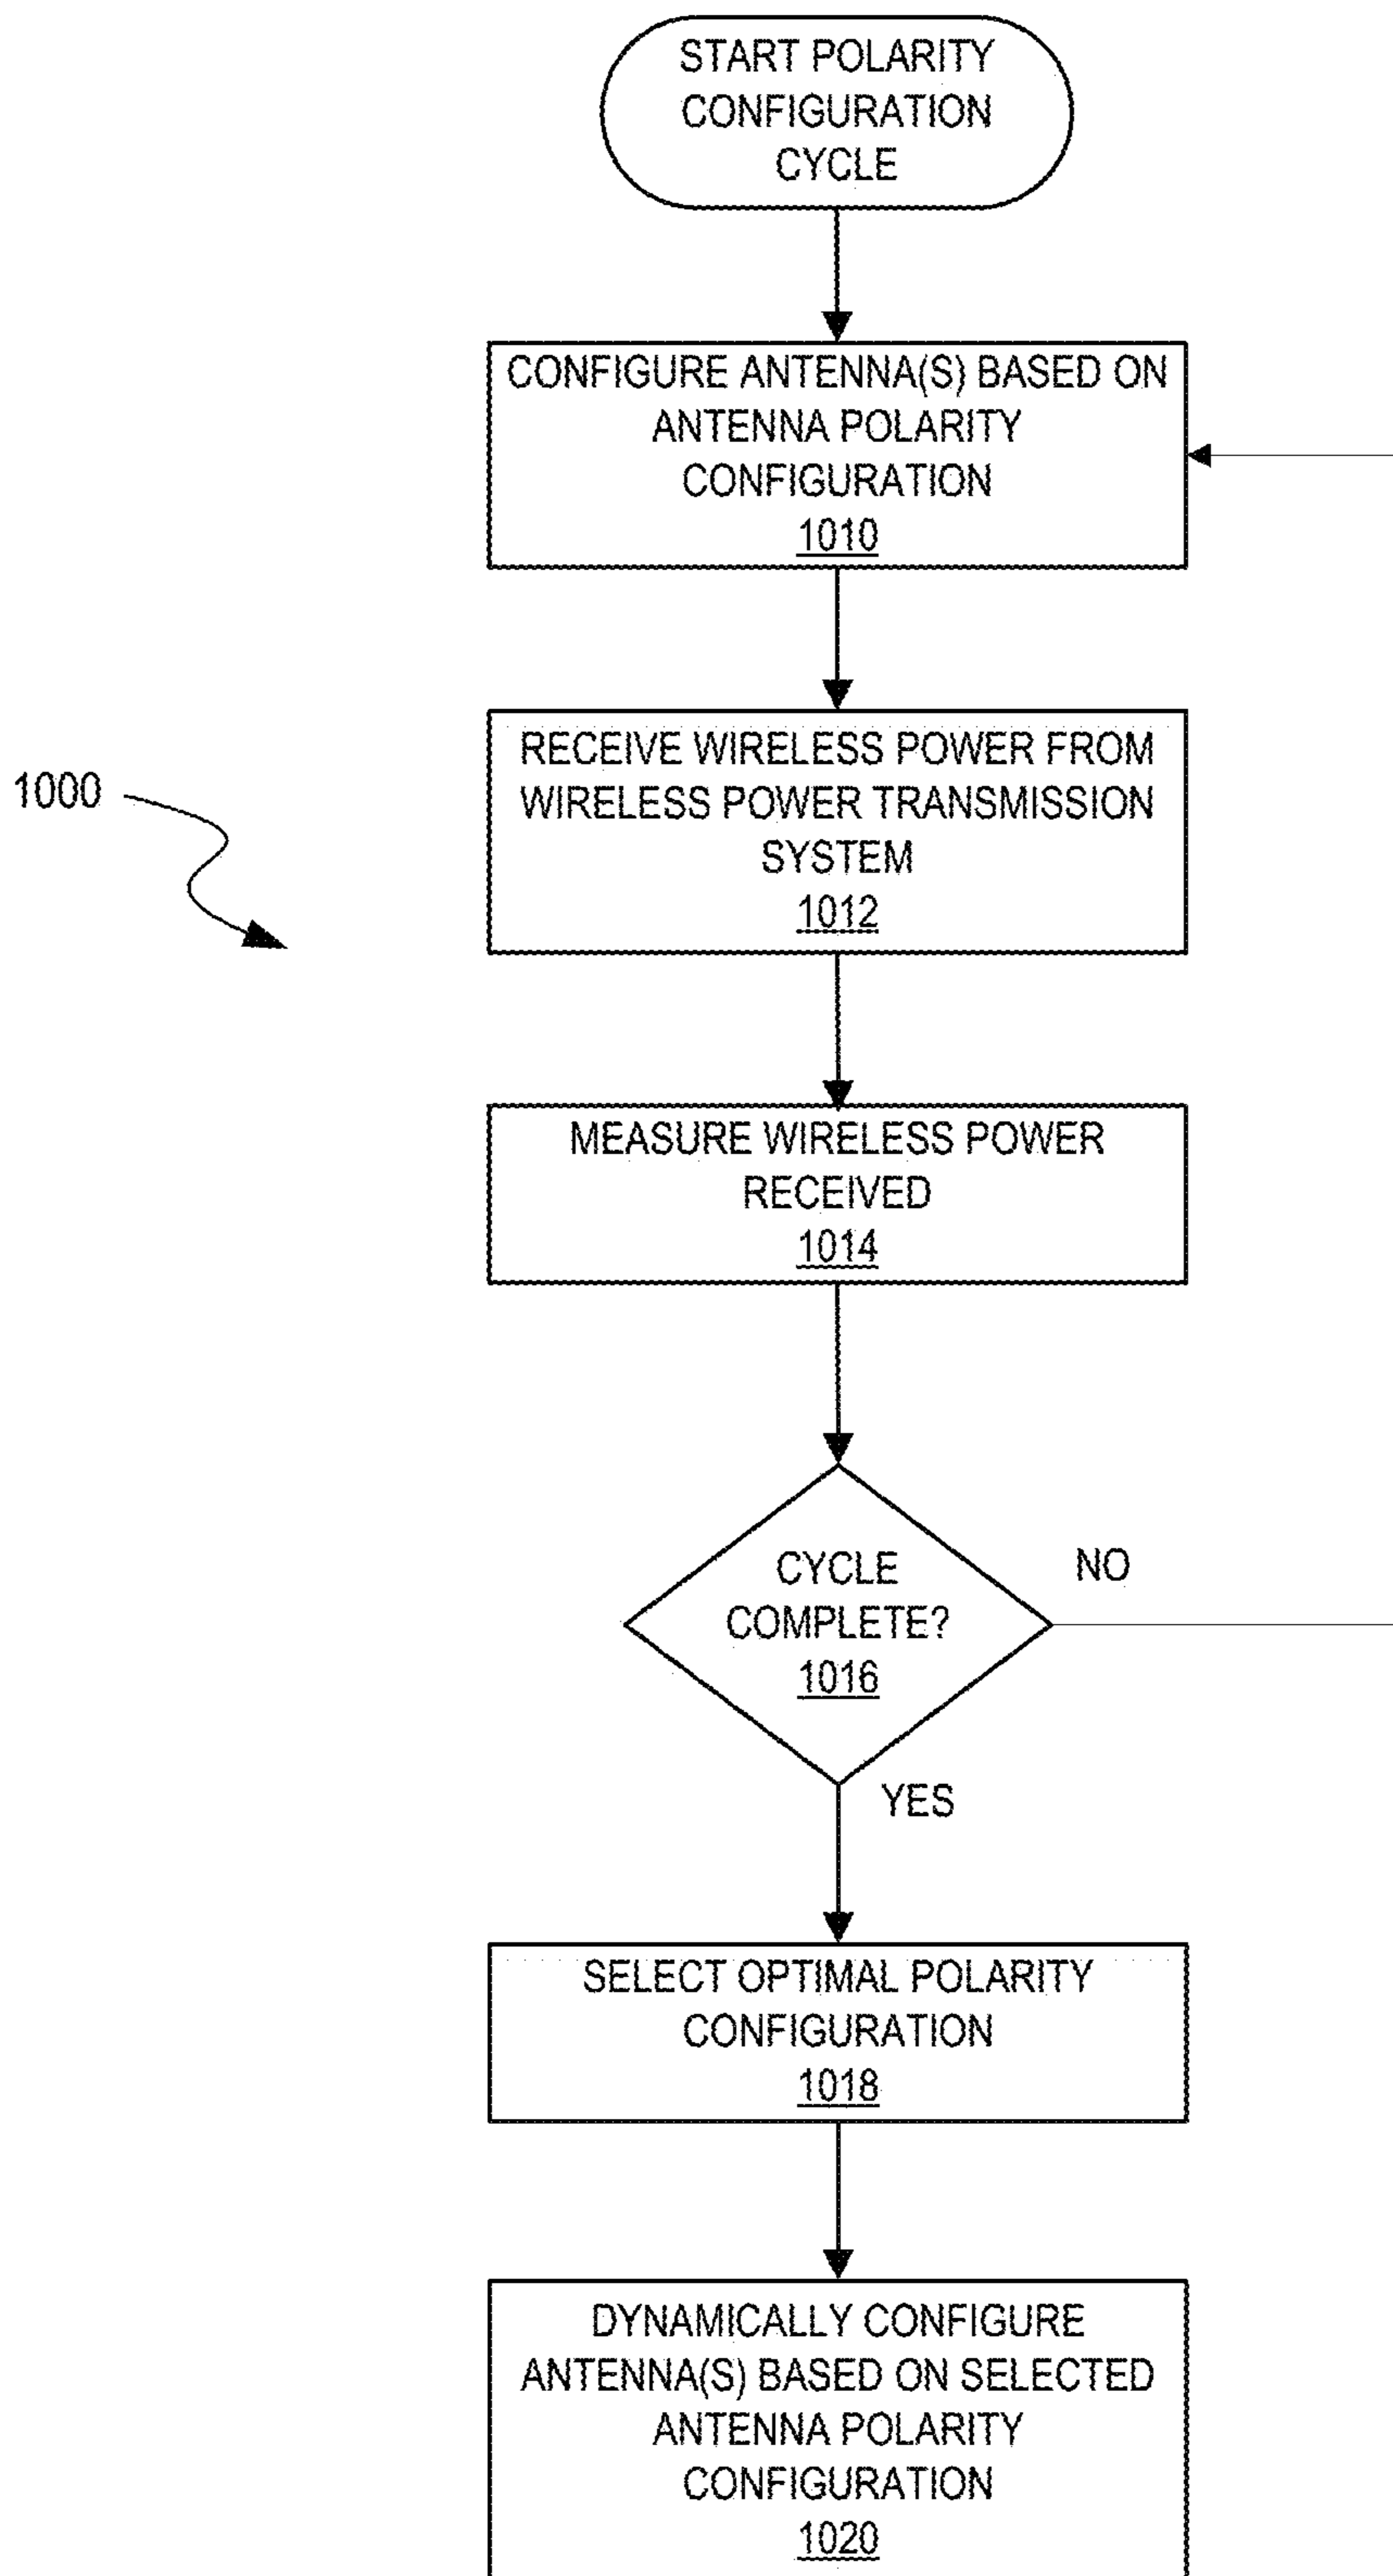 START POLARITY
CONFIGURATION
CYCLE
CONFIGURE ANTENNA(S) BASED ON
ANTENNA POLARITY
CONFIGURATION
1010
RECEIVE WIRELESS POWER FROM
WIRELESS POWER TRANSMISSION
SYSTEM
1012
1000
MEASURE WIRELESS POWER
RECEIVED
1014
CYCLE
COMPLETE?
1016
NO
YES
SELECT OPTIMAL POLARITY
CONFIGURATION
1018
DYNAMICALLY CONFIGURE
ANTENNA(S) BASED ON SELECTED
ANTENNA POLARITY
CONFIGURATION
1020